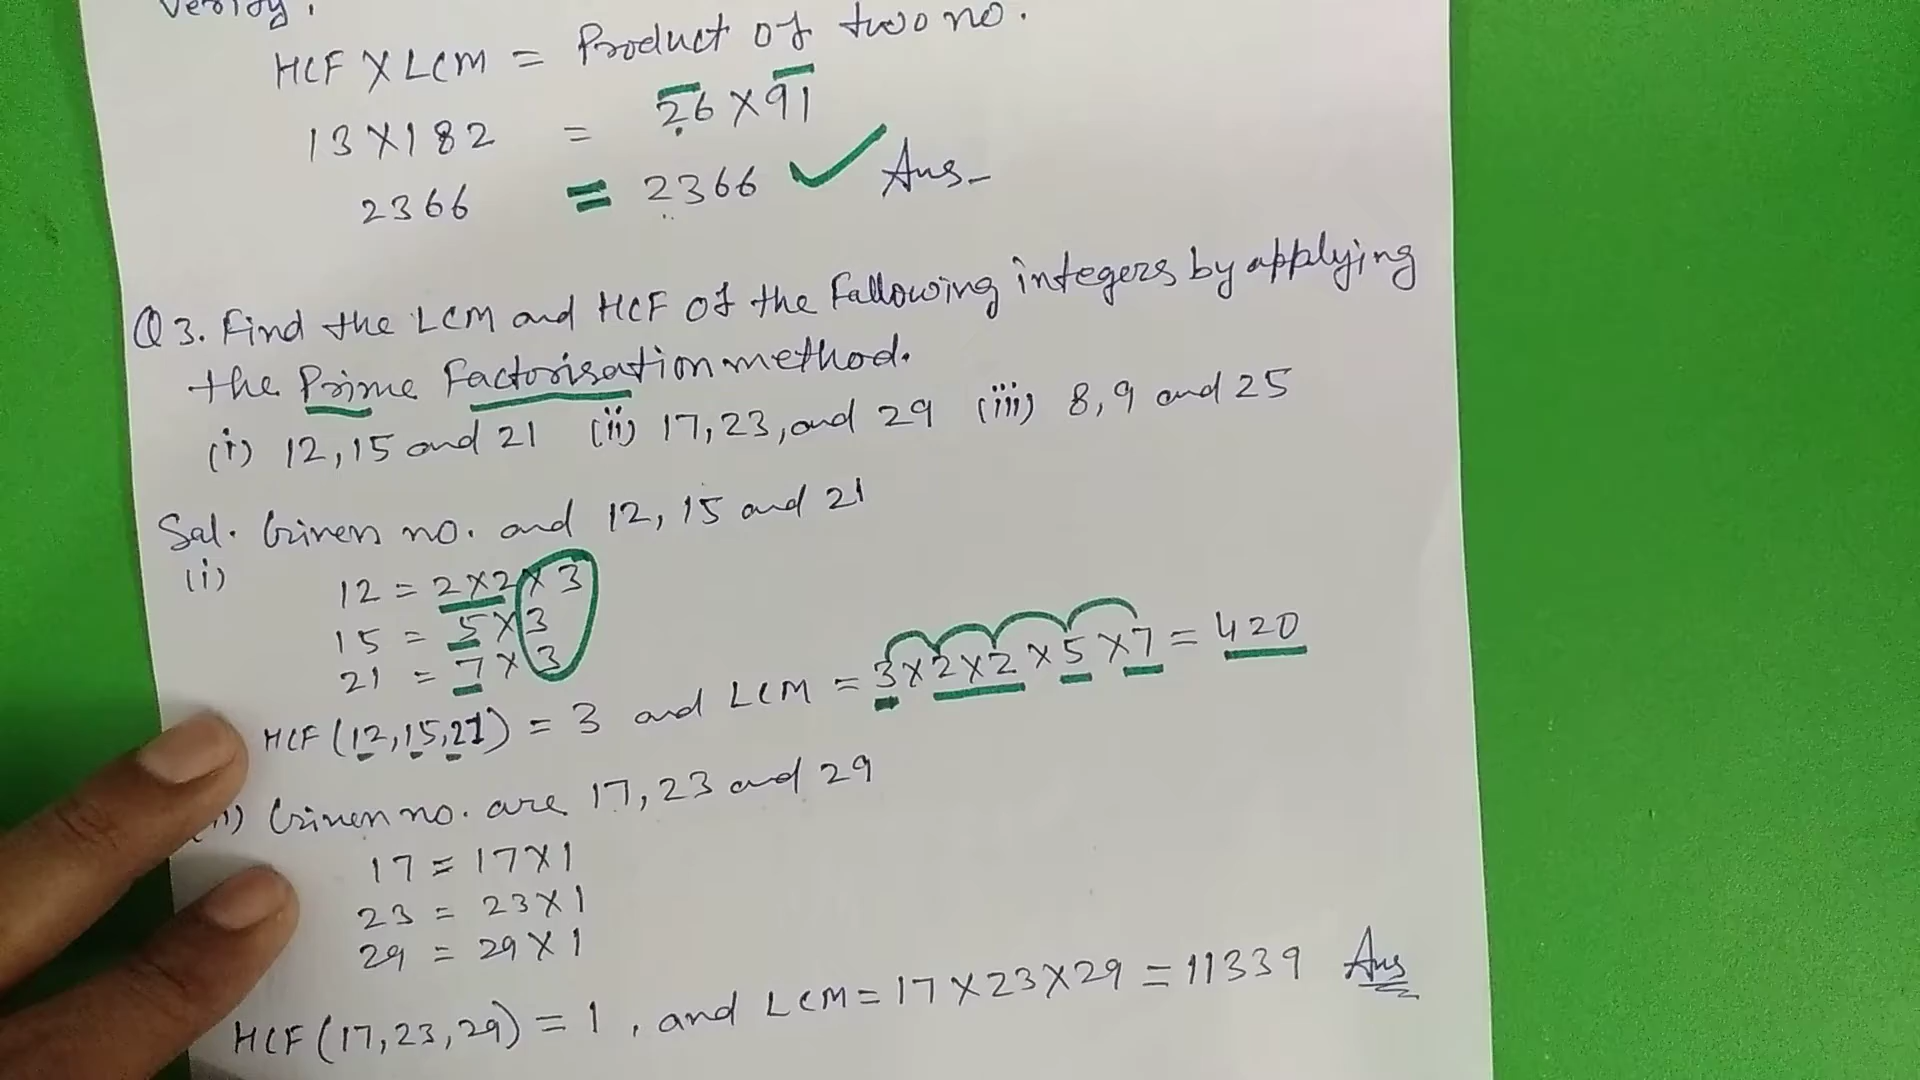 Verify.
HCF X LCM = Product of two no.
13 X 182 = 26 X 91
2366 = 2366 ✓ Ans-
Q3. Find the LCM and HCF of the fallowing integers by applying
the Prime Factorisation method.
(i) 12, 15 and 21 (ii) 17, 23, and 29 (iii) 8, 9 and 25
Sol. Given no. and 12, 15 and 21
(i)
12 = 2 X 2 X 3
15 = 5 X 3
21 = 7 X 3
HCF (12, 15, 21) = 3 and LCM = 3 X 2 X 2 X 5 X 7 = 420
(ii) Given no. are 17, 23 and 29
17 = 17 X 1
23 = 23 X 1
29 = 29 X 1
HCF (17, 23, 29) = 1, and LCM = 17 X 23 X 29 = 11339 Ans